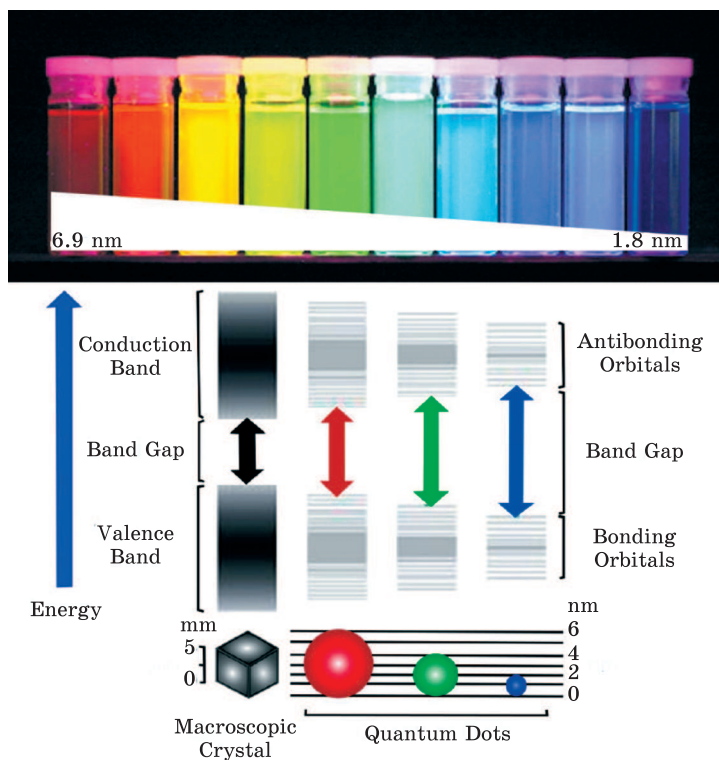 6.9 nm
1.8 nm
Conduction
Band
Antibonding
Orbitals
Band Gap
Band Gap
Valence
Band
Bonding
Orbitals
Energy
mm
nm
5
0
6
4
2
0
Macroscopic
Crystal
Quantum Dots